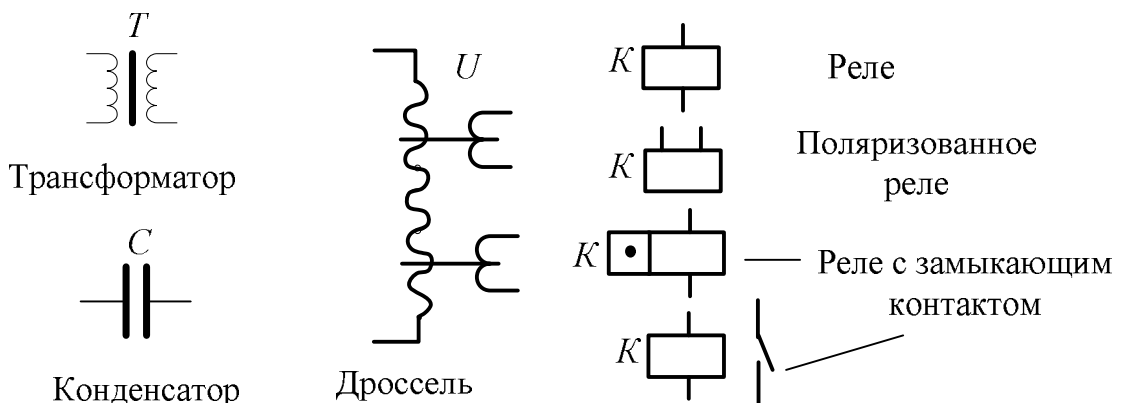 T
Трансформатор
C
Конденсатор
U
Дроссель
К
Реле
К
Поляризованное
реле
К
Реле с замыкающим
контактом
К